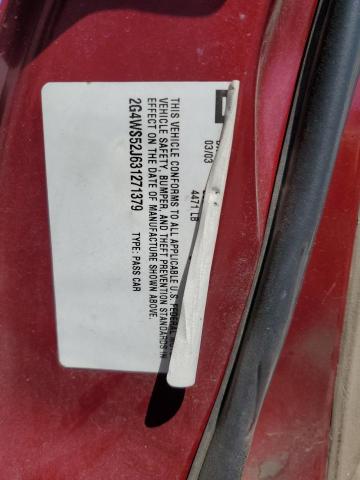 03/03
4471 LB
THIS VEHICLE CONFORMS TO ALL APPLICABLE U.S. FEDERAL
VEHICLE SAFETY, BUMPER, AND THEFT PREVENTION STANDARDS IN
EFFECT ON THE DATE OF MANUFACTURE SHOWN ABOVE.
2G4WS52J631271379 TYPE: PASS CAR